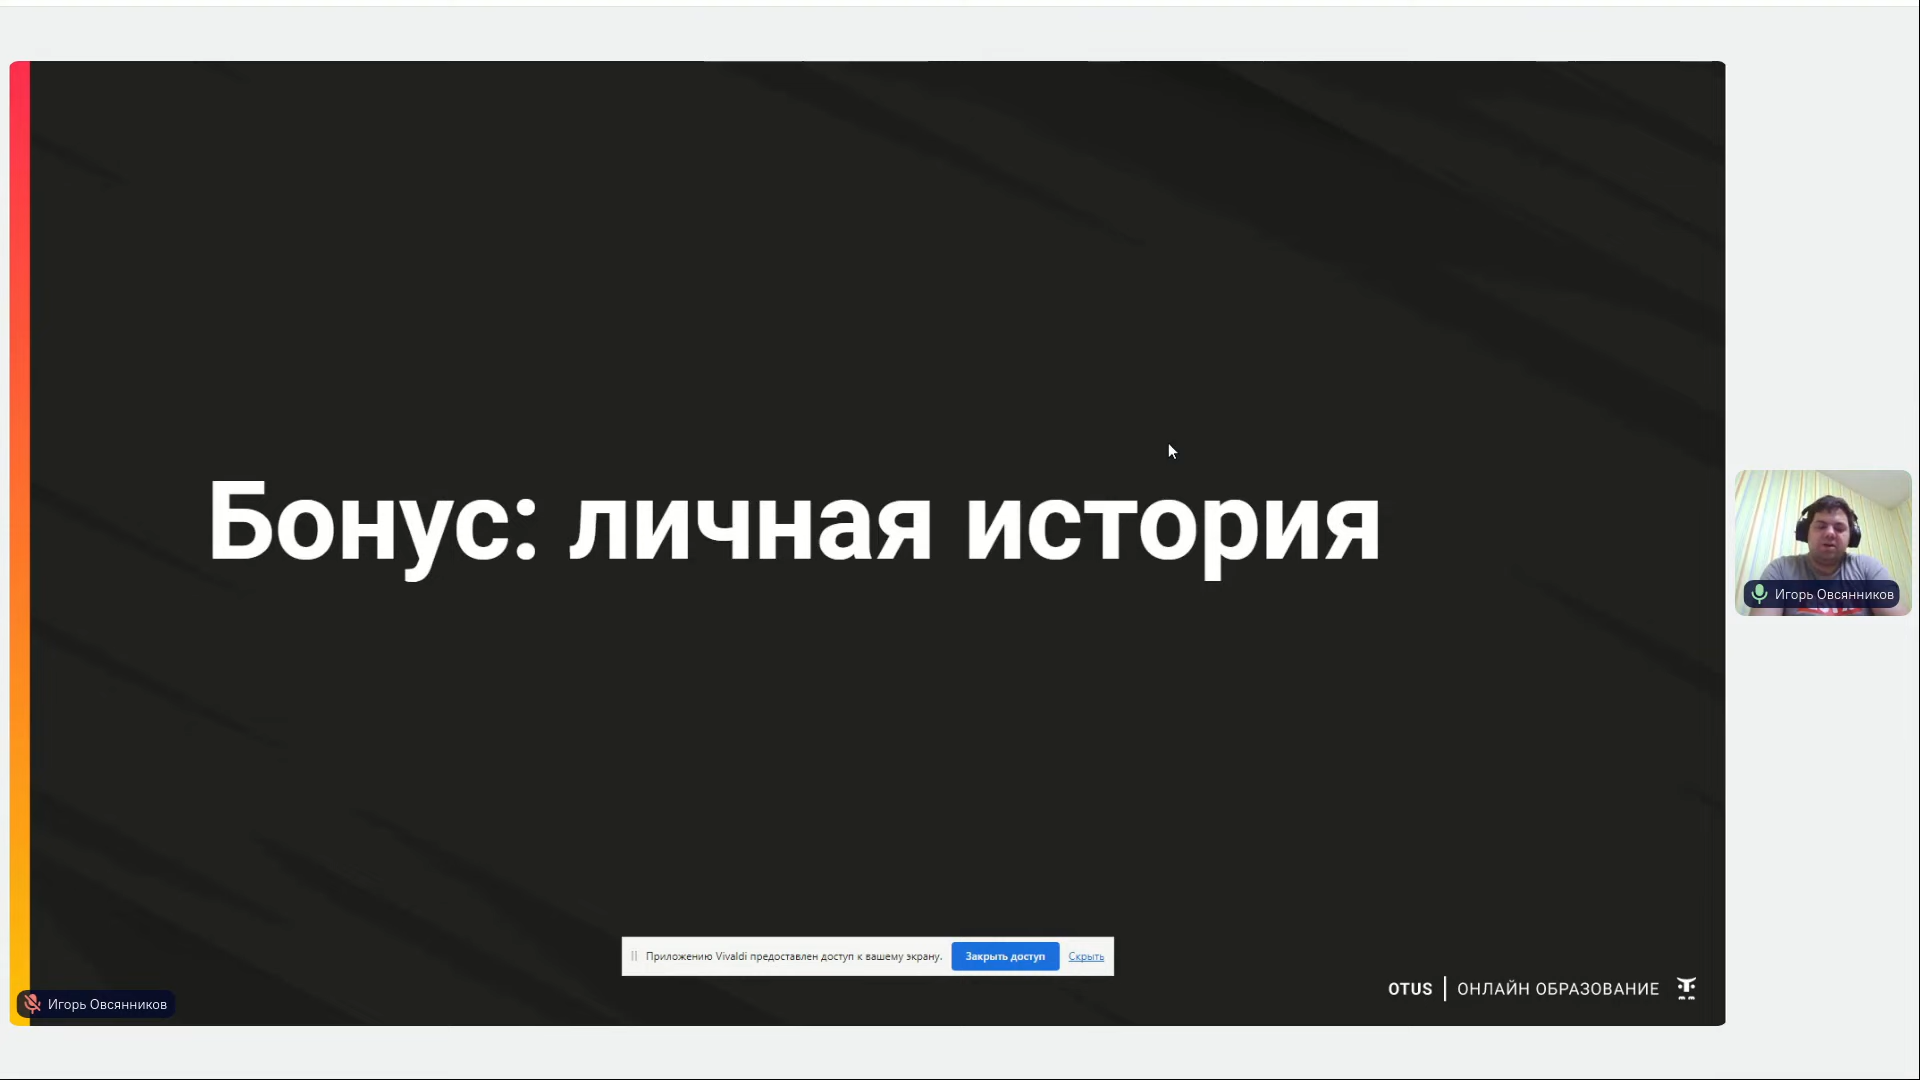 Бонус: личная история
Игорь Овсянников
Приложению Vivaldi предоставлен доступ к вашему экрану. Закрыть доступ Скрыть
OTUS | ОНЛАЙН ОБРАЗОВАНИЕ
Игорь Овсянников